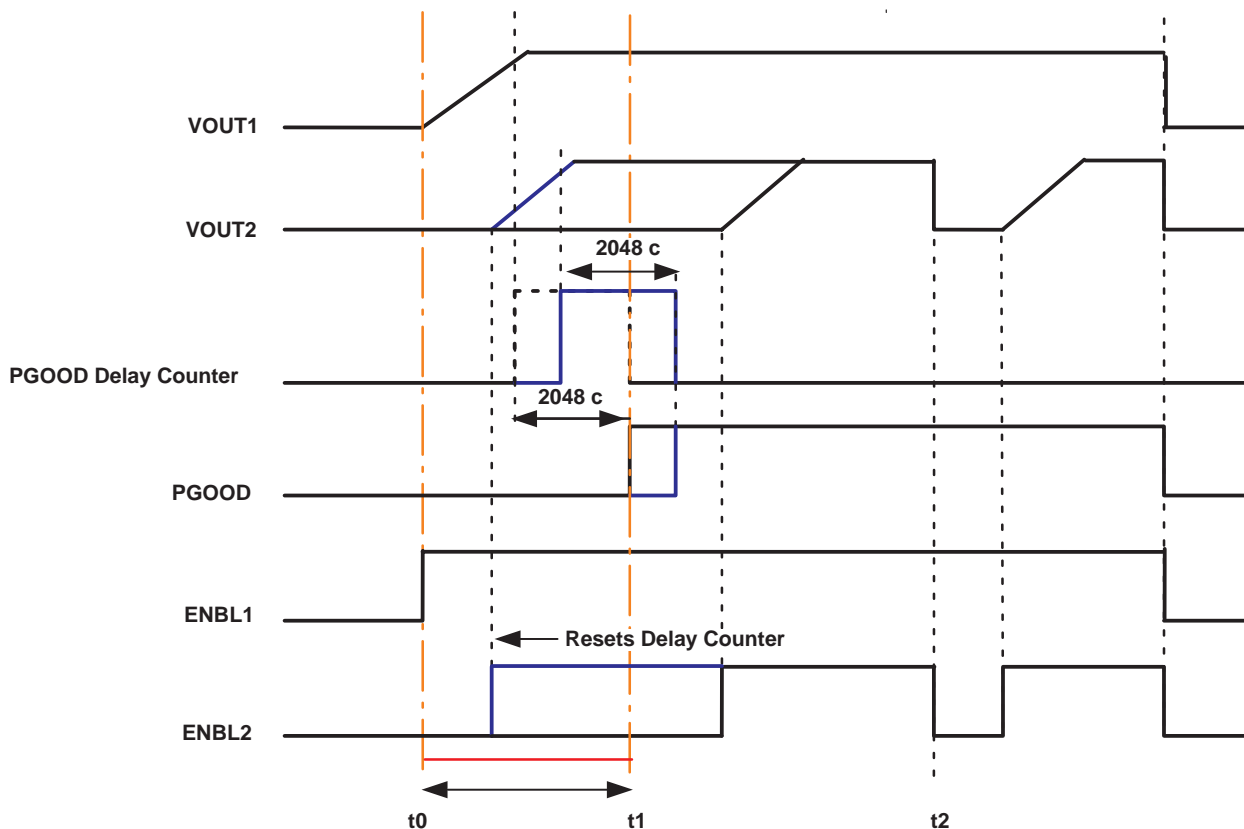 VOUT1
VOUT2
2048 c
PGOOD Delay Counter
2048 c
PGOOD
ENBL1
Resets Delay Counter
ENBL2
t0
t1
t2